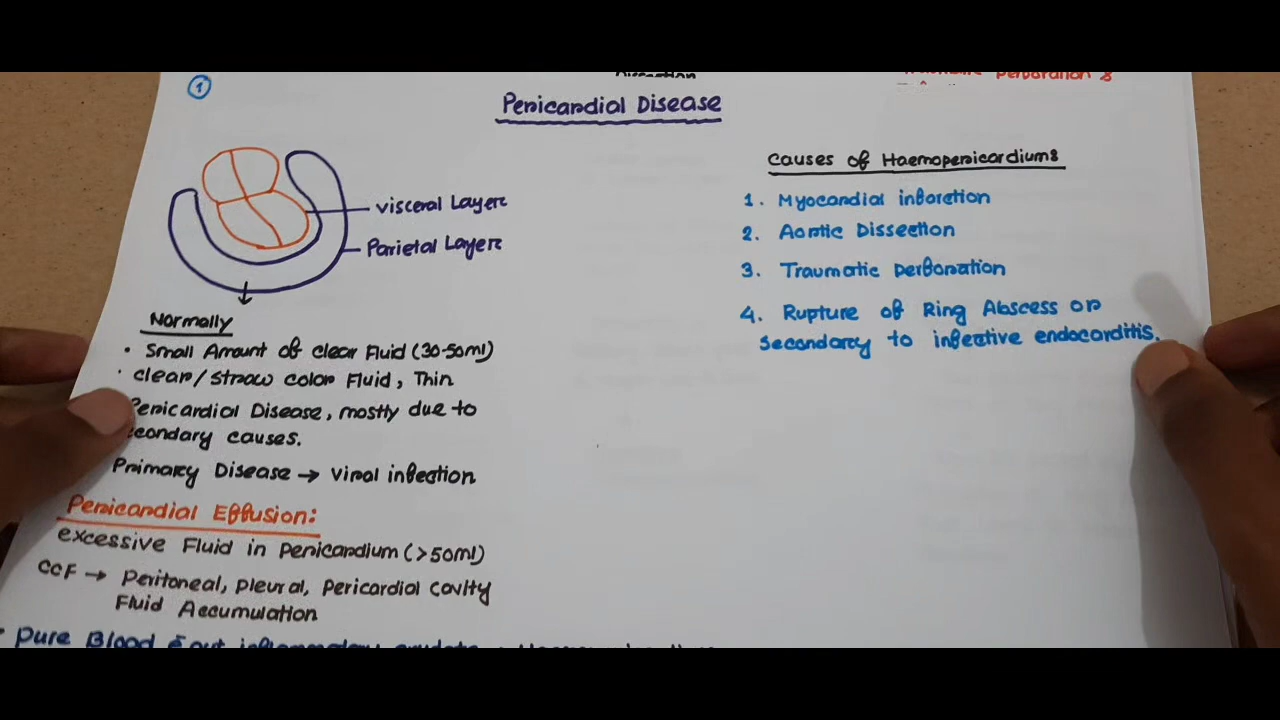 1
Pericardial Disease
visceral Layer
Parietal Layer
Normally
• Small Amount of clear Fluid (30-50ml)
• clear/straw color Fluid, Thin
Pericardial Disease, mostly due to
econdary causes.
Primary Disease → viral infection
Pericardial Effusion:
excessive Fluid in pericardium (>50ml)
CCF → Peritoneal, pleural, pericardial cavity
Fluid Accumulation
• Pure Blood
Causes of Haemopericardium:
1. Myocardial infarction
2. Aortic Dissection
3. Traumatic perforation
4. Rupture of Ring Abscess or
secondary to infective endocarditis.